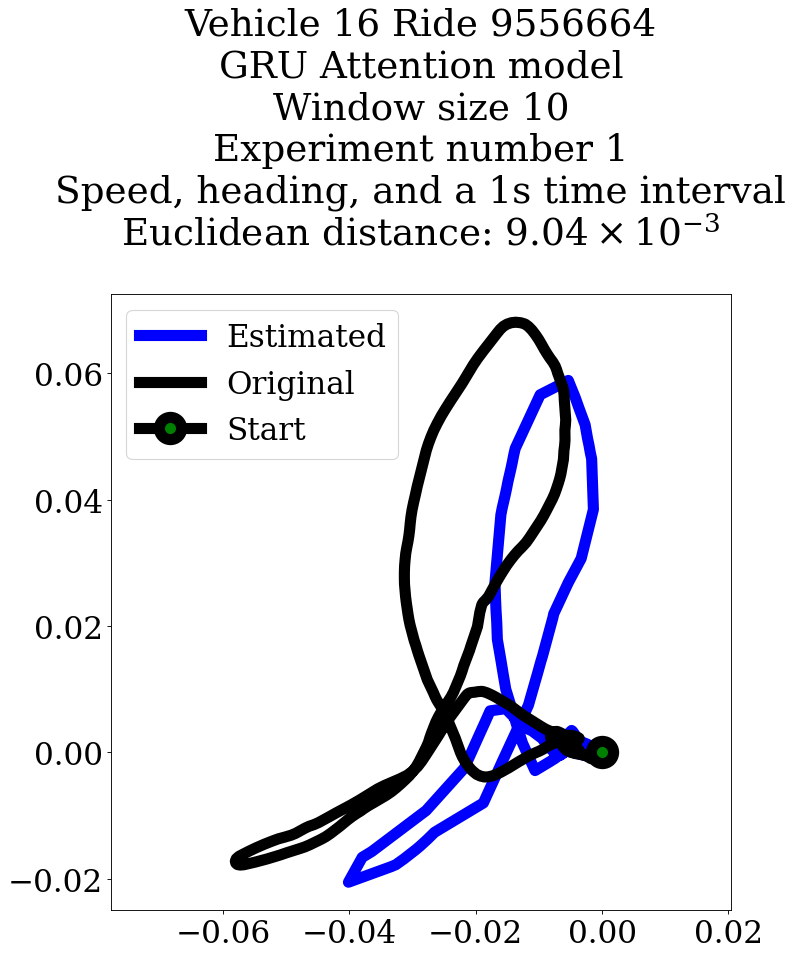 Vehicle 16 Ride 9556664
GRU Attention model
Window size 10
Experiment number 1
Speed, heading, and a 1s time interval
Euclidean distance: 9.04 × 10⁻³
Estimated
Original
Start
0.06
0.04
0.02
0.00
−0.02
−0.06 −0.04 −0.02 0.00 0.02